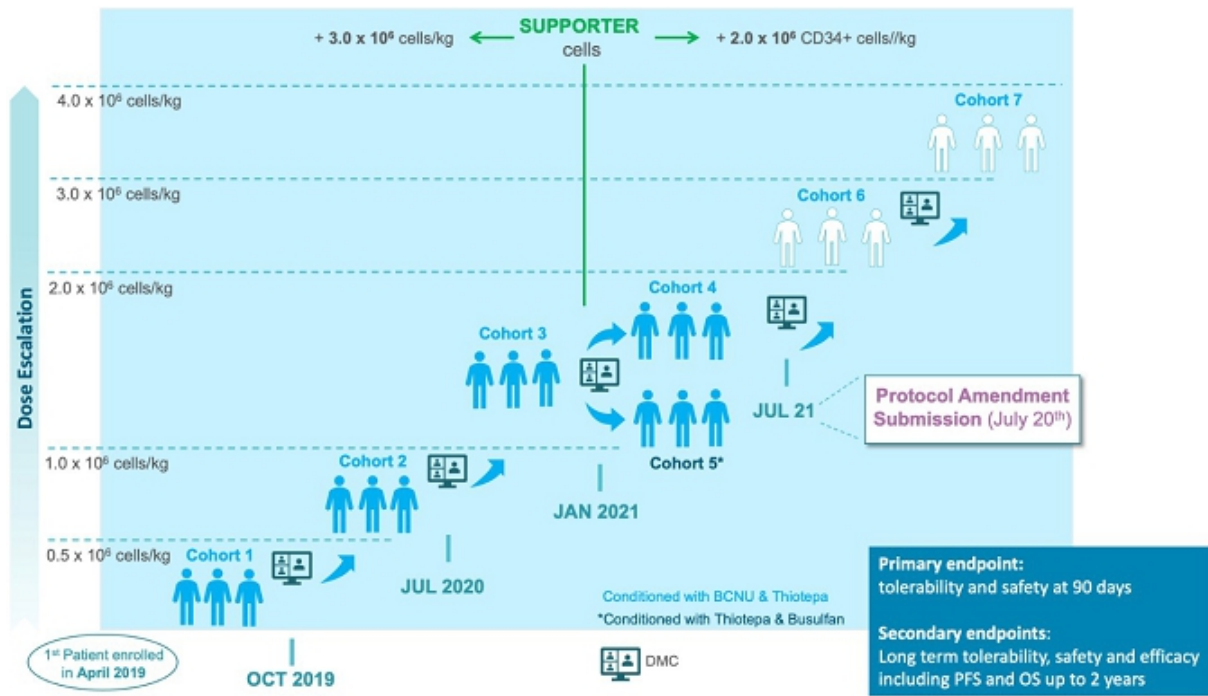 SUPPORTER
+ 3.0 x 10⁶ cells/kg
cells
+ 2.0 x 10⁶ CD34+ cells//kg
4.0 x 10⁶ cells/kg
Cohort 7
3.0 x 10⁶ cells/kg
Cohort 6
2.0 x 10⁶ cells/kg
Cohort 4
Cohort 3
Dose Escalation
JUL 21
Protocol Amendment
Submission (July 20ᵗʰ)
1.0 x 10⁶ cells/kg
Cohort 2
Cohort 5*
JAN 2021
0.5 x 10⁶ cells/kg
Cohort 1
JUL 2020
Conditioned with BCNU & Thiotepa
*Conditioned with Thiotepa & Busulfan
DMC
1ˢᵗ Patient enrolled
in April 2019
OCT 2019
Primary endpoint:
tolerability and safety at 90 days
Secondary endpoints:
Long term tolerability, safety and efficacy
including PFS and OS up to 2 years